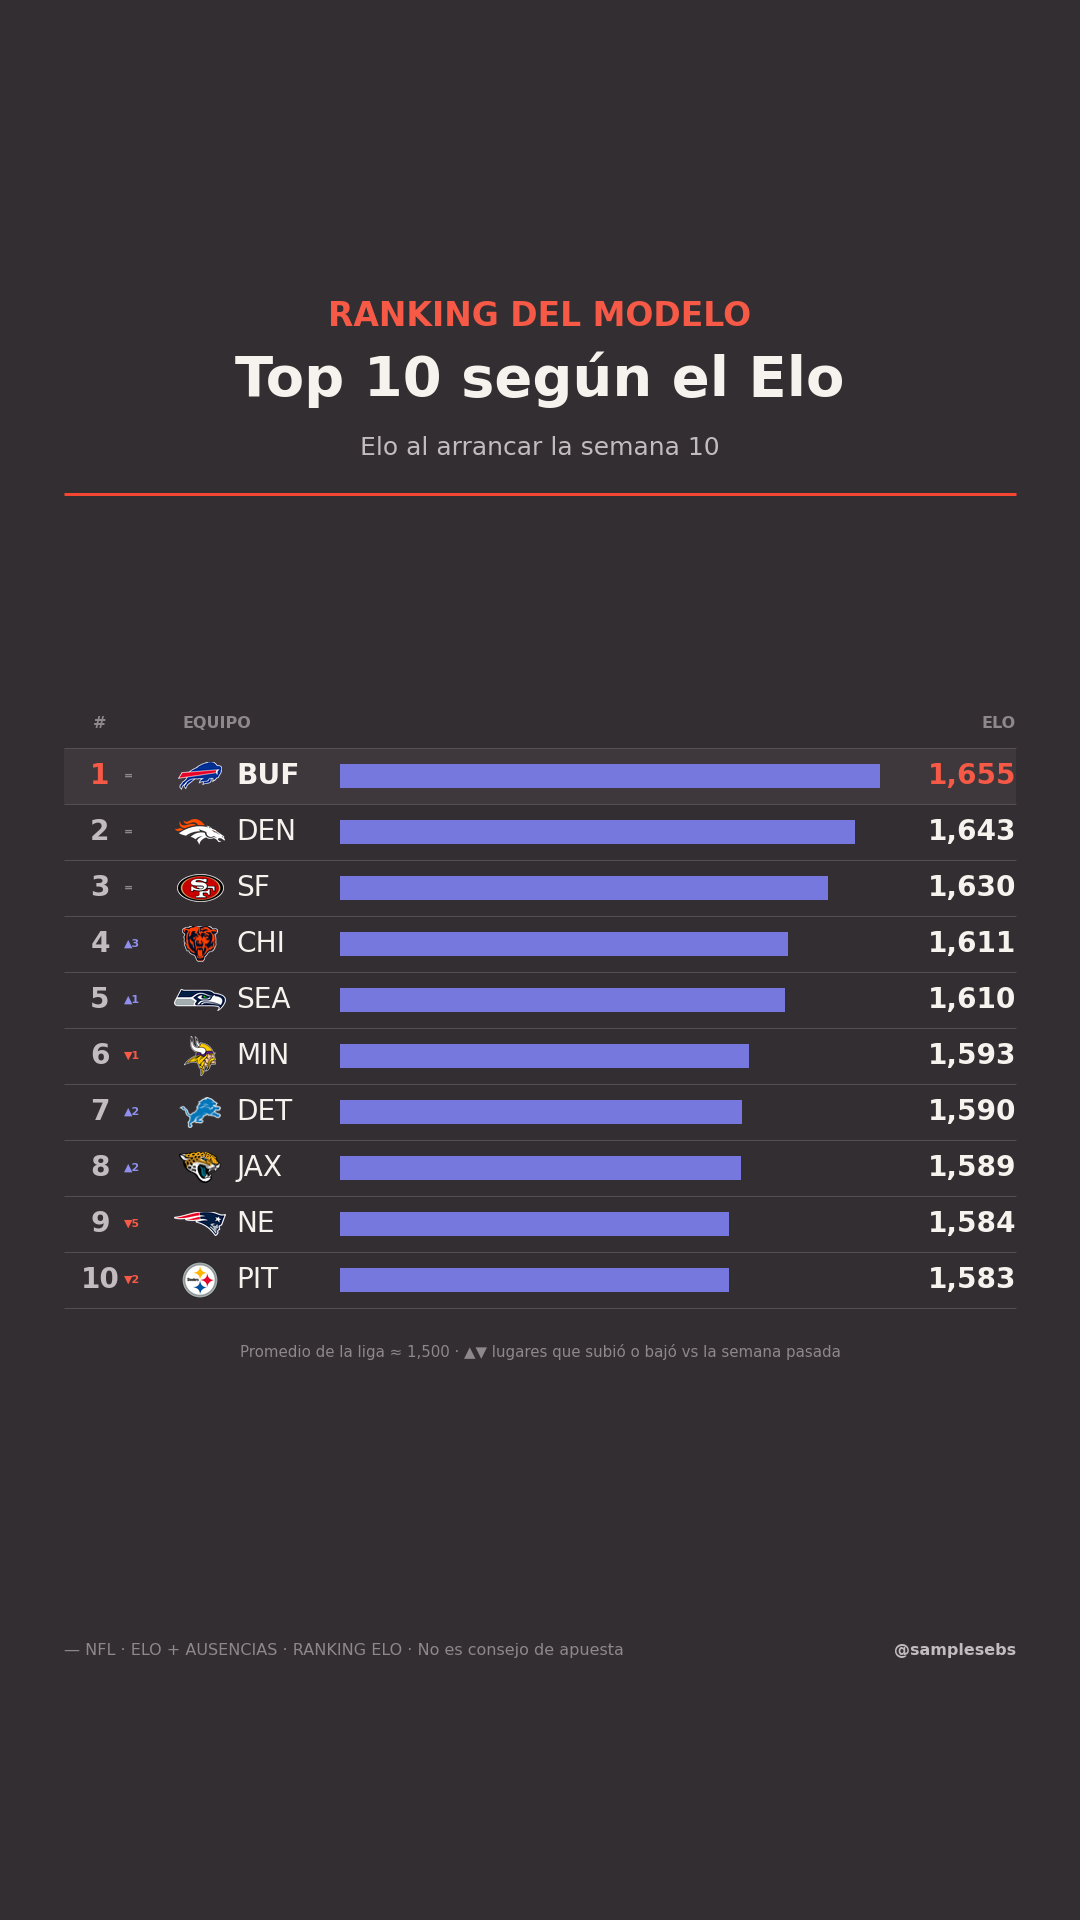 RANKING DEL MODELO
Top 10 según el Elo
Elo al arrancar la semana 10
# EQUIPO ELO
1 = BUF 1,655
2 = DEN 1,643
3 = SF 1,630
4 ▲3 CHI 1,611
5 ▲1 SEA 1,610
6 ▼1 MIN 1,593
7 ▲2 DET 1,590
8 ▲2 JAX 1,589
9 ▼5 NE 1,584
10 ▼2 PIT 1,583
Promedio de la liga ≈ 1,500 · ▲▼ lugares que subió o bajó vs la semana pasada
— NFL · ELO + AUSENCIAS · RANKING ELO · No es consejo de apuesta @samplesebs